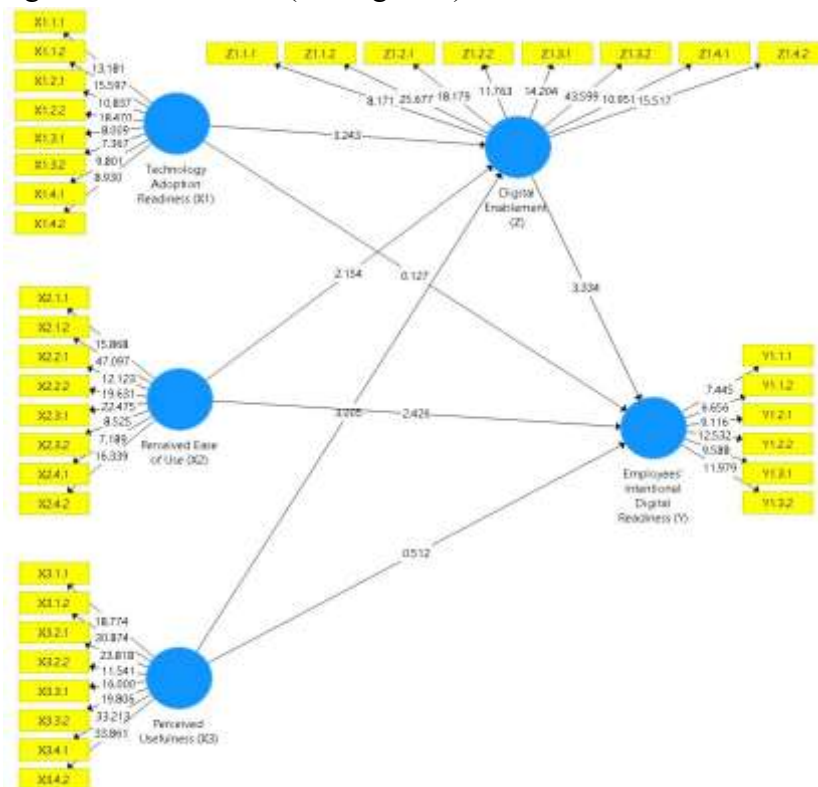 X1.1.1
X1.1.2
X1.2.1
X1.2.2
X1.3.1
X1.3.2
X1.4.1
X1.4.2
13.181
15.597
10.837
18.470
8.009
7.367
9.801
8.930
Technology
Adoption
Readiness (X1)
Z1.1.1
Z1.1.2
Z1.2.1
Z1.2.2
Z1.3.1
Z1.3.2
Z1.4.1
Z1.4.2
8.171
25.677
18.179
11.763
14.204
43.599
10.951
15.517
Digital
Enablement
(Z)
3.243
2.154
0.127
3.334
2.426
0.512
X2.1.1
X2.1.2
X2.2.1
X2.2.2
X2.3.1
X2.3.2
X2.4.1
X2.4.2
15.868
47.097
12.123
19.631
22.475
8.525
7.189
16.339
Perceived Ease
of Use (X2)
Y1.1.1
Y1.1.2
Y1.2.1
Y1.2.2
Y1.3.1
Y1.3.2
7.445
6.656
9.116
12.532
9.588
11.979
Employees'
Intentional
Digital
Readiness (Y)
X3.1.1
X3.1.2
X3.2.1
X3.2.2
X3.3.1
X3.3.2
X3.4.1
X3.4.2
18.774
30.874
23.818
11.541
16.000
19.805
33.213
33.861
Perceived
Usefulness (X3)